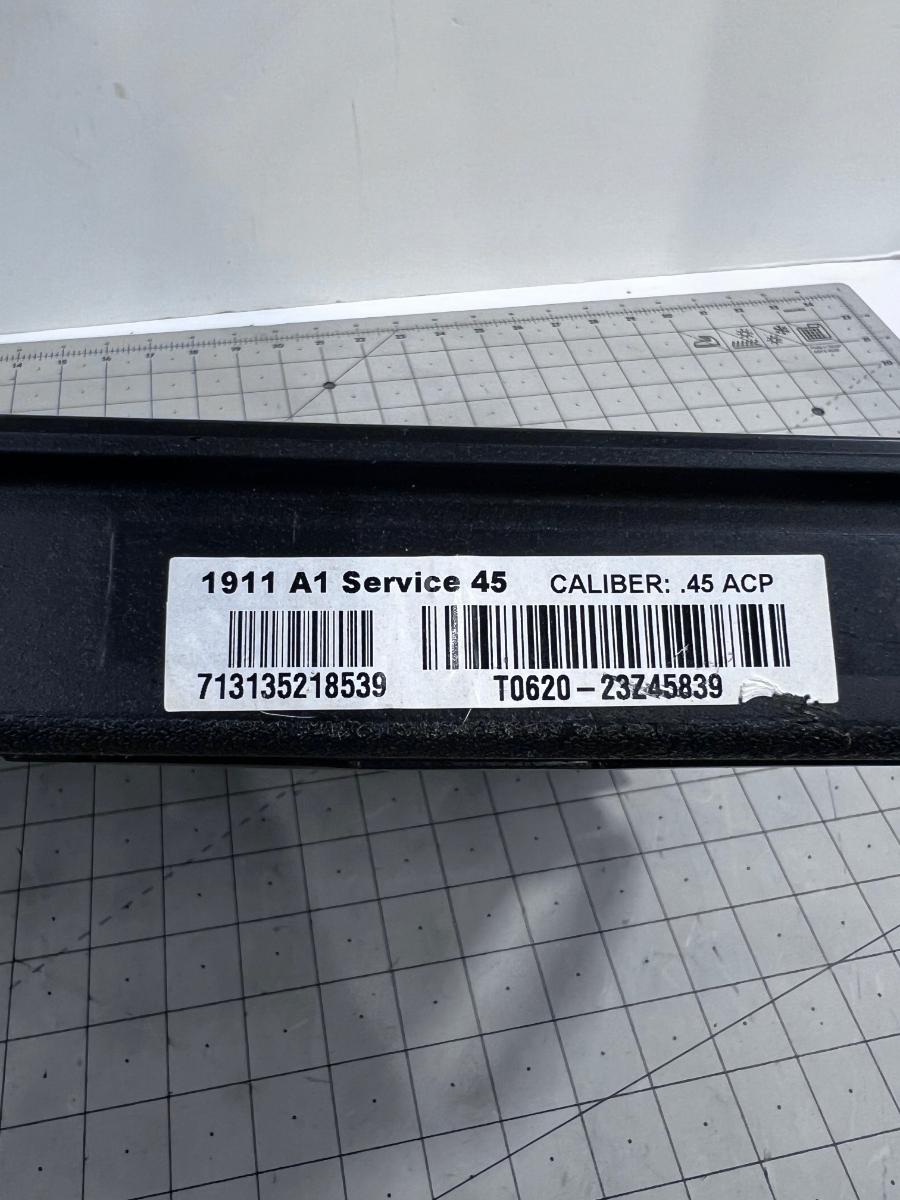 1911 A1 Service 45 CALIBER: .45 ACP
713135218539 T0620-23Z45839